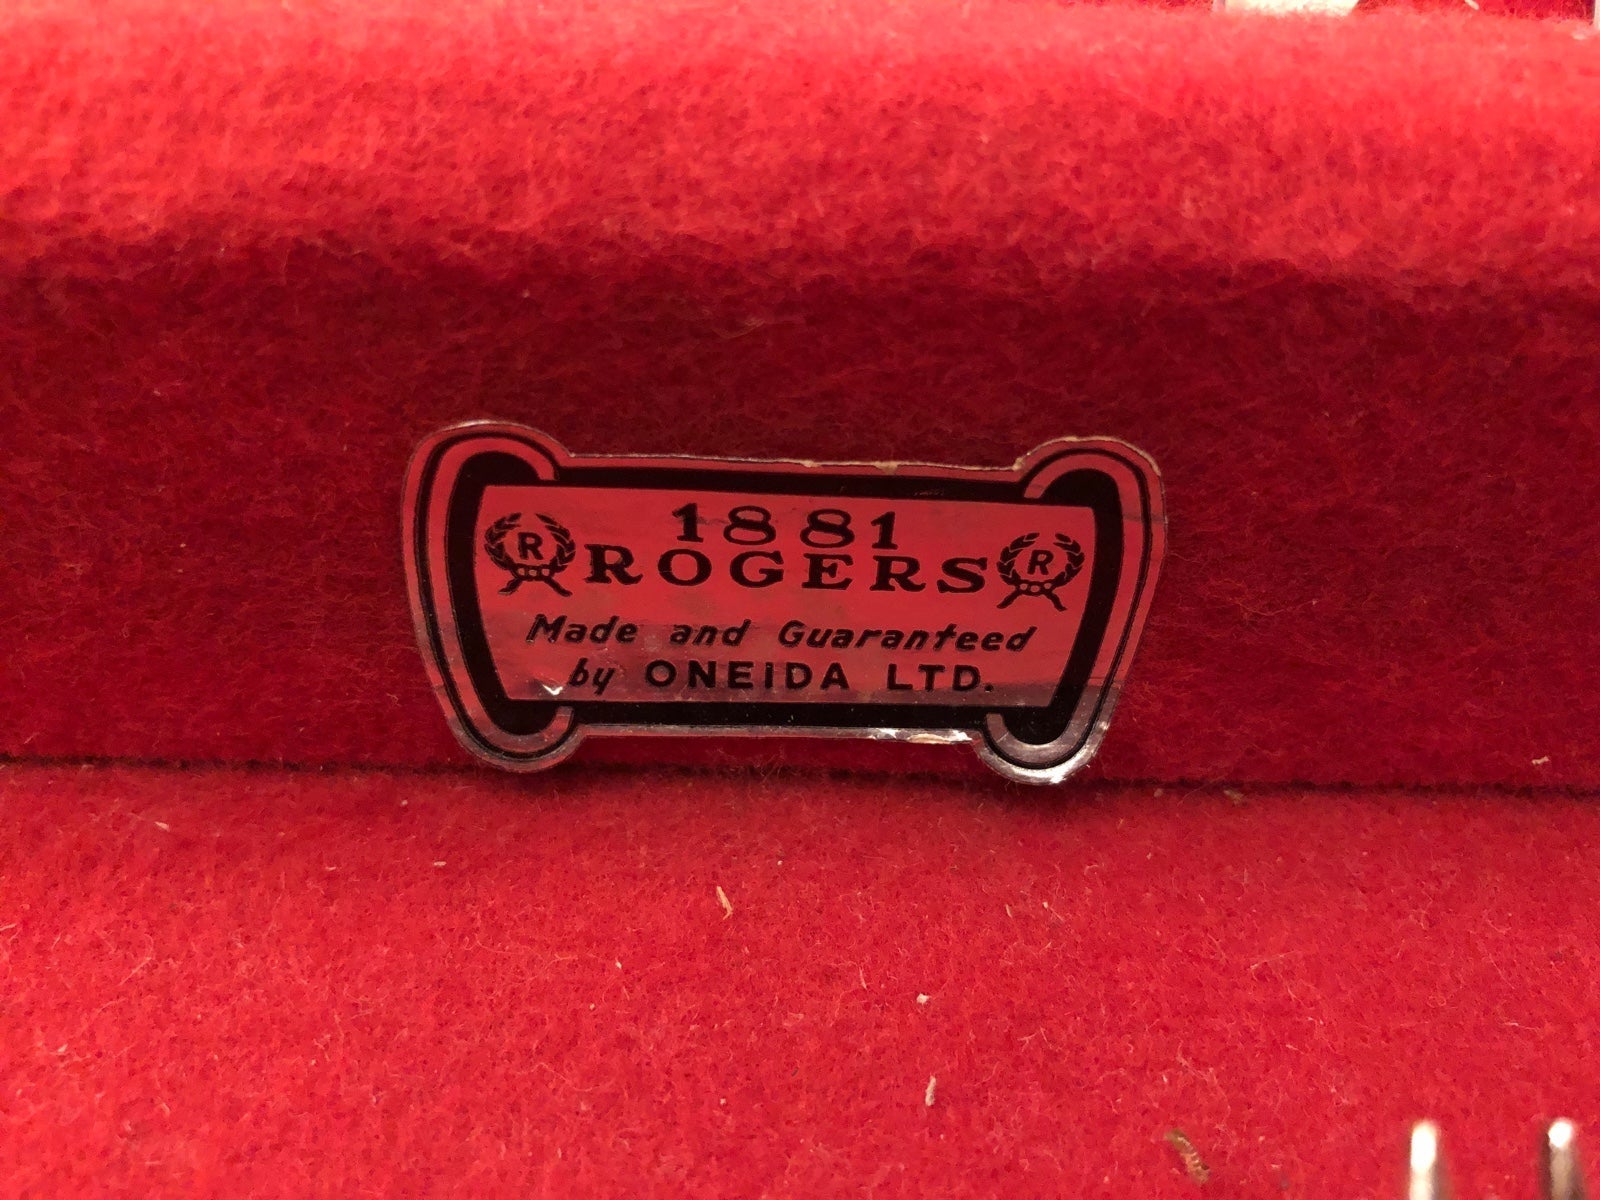 1881
R ROGERS R
Made and Guaranteed
by ONEIDA LTD.